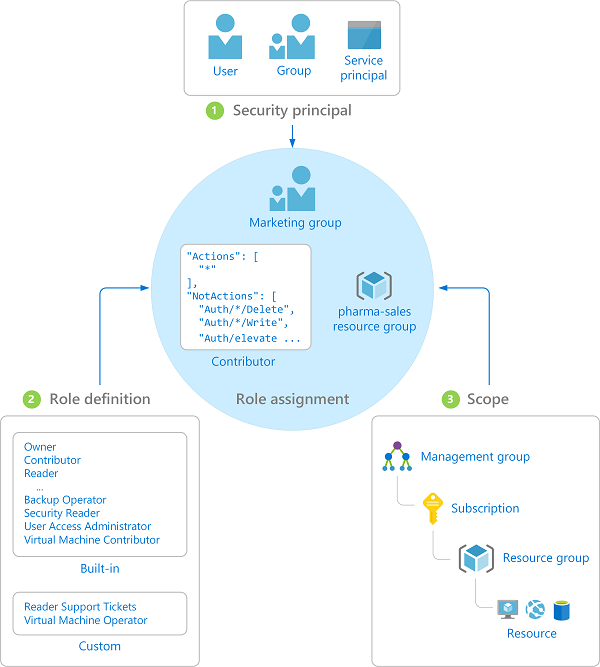 User
Group
Service
principal
1 Security principal
Marketing group
"Actions": [
"*"
],
"NotActions": [
"Auth/*/Delete",
"Auth/*/Write",
"Auth/elevate ...
Contributor
pharma-sales
resource group
Role assignment
2 Role definition
Owner
Contributor
Reader
...
Backup Operator
Security Reader
User Access Administrator
Virtual Machine Contributor
Built-in
Reader Support Tickets
Virtual Machine Operator
Custom
3 Scope
Management group
Subscription
Resource group
Resource